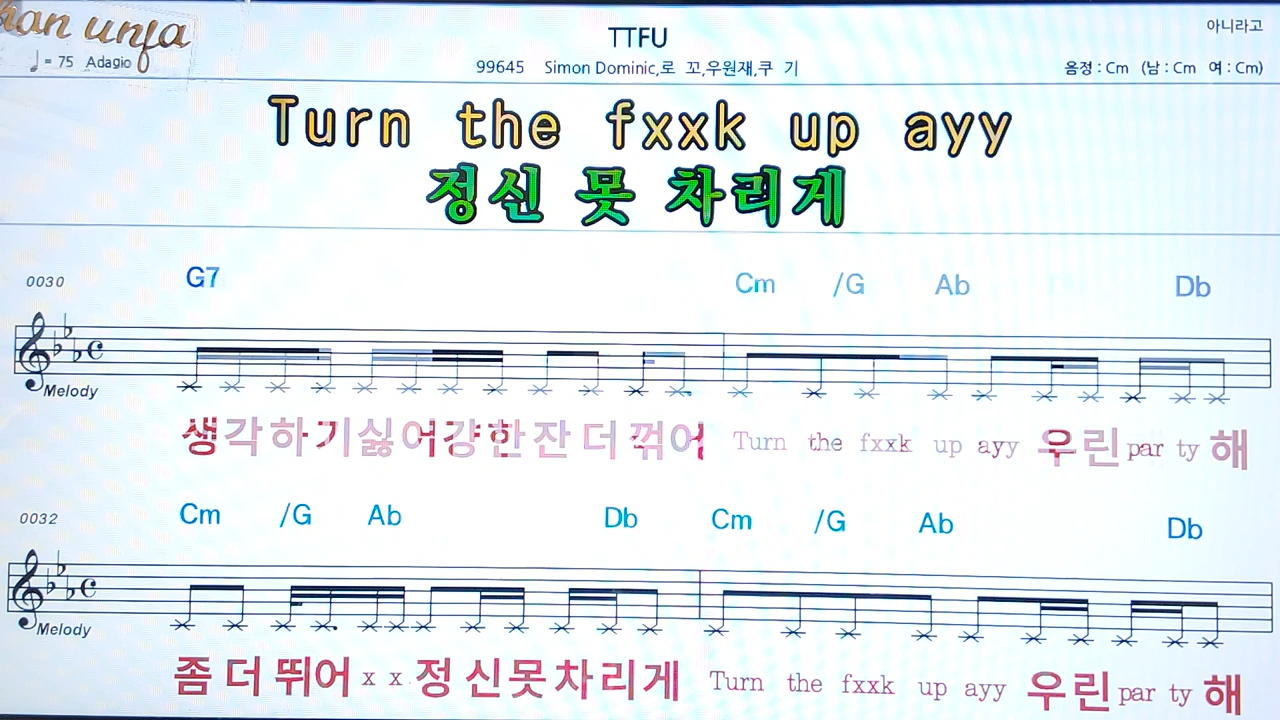 han unfa
♩= 75 Adagio
TTFU
99645 Simon Dominic,로 꼬,우원재,쿠 기
아니라고
음정 : Cm (남 : Cm 여 : Cm)
Turn the fxxk up ayy
정신 못 차리게
0030 G7 Cm /G Ab Db
Melody
생각하기싫어걍한잔더꺾어 Turn the fxxk up ayy 우린 par ty 해
0032 Cm /G Ab Db Cm /G Ab Db
Melody
좀더뛰어 x x 정신못차리게 Turn the fxxk up ayy 우린 par ty 해